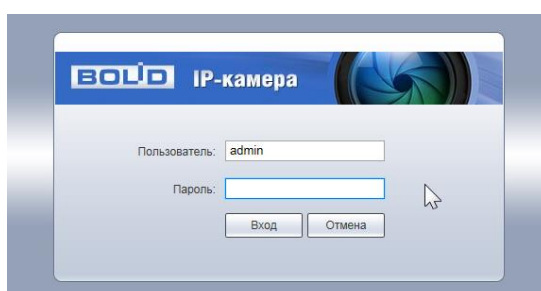 BOLID IP-камера
Пользователь: admin
Пароль:
Вход Отмена